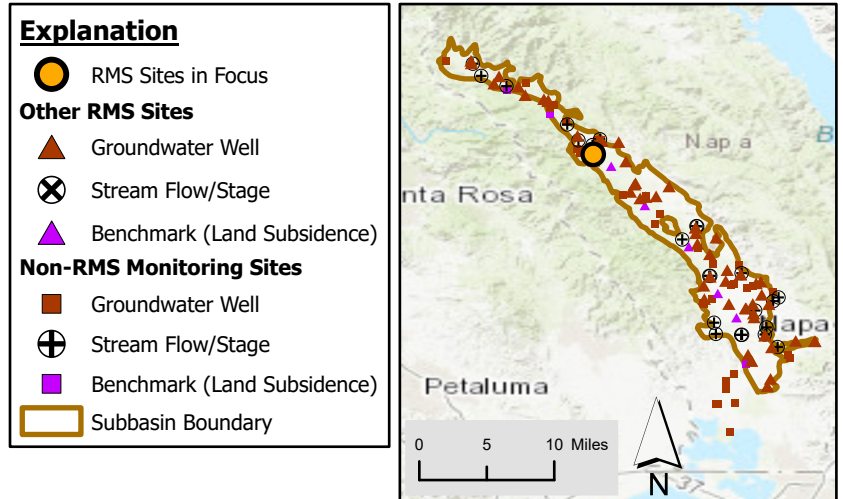 Explanation
RMS Sites in Focus
Other RMS Sites
Groundwater Well
Stream Flow/Stage
Benchmark (Land Subsidence)
Non-RMS Monitoring Sites
Groundwater Well
Stream Flow/Stage
Benchmark (Land Subsidence)
Subbasin Boundary
Napa
B
nta Rosa
Napa
Petaluma
0 5 10 Miles
N
37